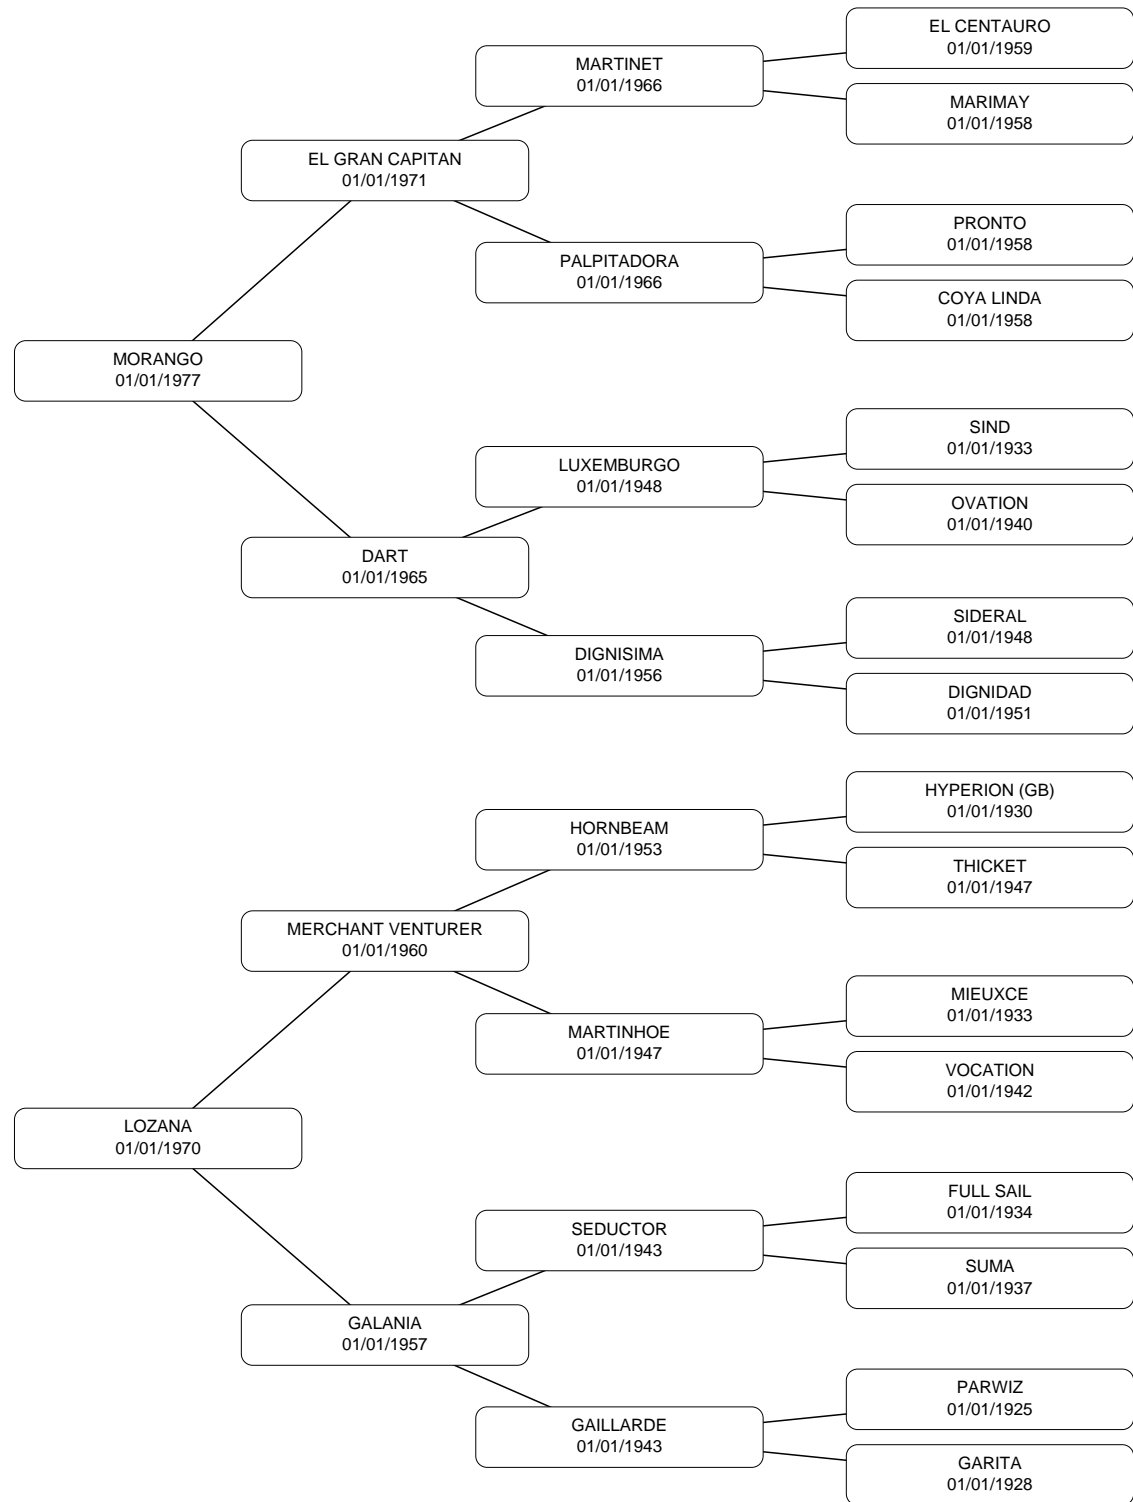 EL CENTAURO
01/01/1959
MARTINET
01/01/1966
MARIMAY
01/01/1958
EL GRAN CAPITAN
01/01/1971
PRONTO
01/01/1958
PALPITADORA
01/01/1966
COYA LINDA
01/01/1958
MORANGO
01/01/1977
SIND
01/01/1933
LUXEMBURGO
01/01/1948
OVATION
01/01/1940
DART
01/01/1965
SIDERAL
01/01/1948
DIGNISIMA
01/01/1956
DIGNIDAD
01/01/1951
HYPERION (GB)
01/01/1930
HORNBEAM
01/01/1953
THICKET
01/01/1947
MERCHANT VENTURER
01/01/1960
MIEUXCE
01/01/1933
MARTINHOE
01/01/1947
VOCATION
01/01/1942
LOZANA
01/01/1970
FULL SAIL
01/01/1934
SEDUCTOR
01/01/1943
SUMA
01/01/1937
GALANIA
01/01/1957
PARWIZ
01/01/1925
GAILLARDE
01/01/1943
GARITA
01/01/1928